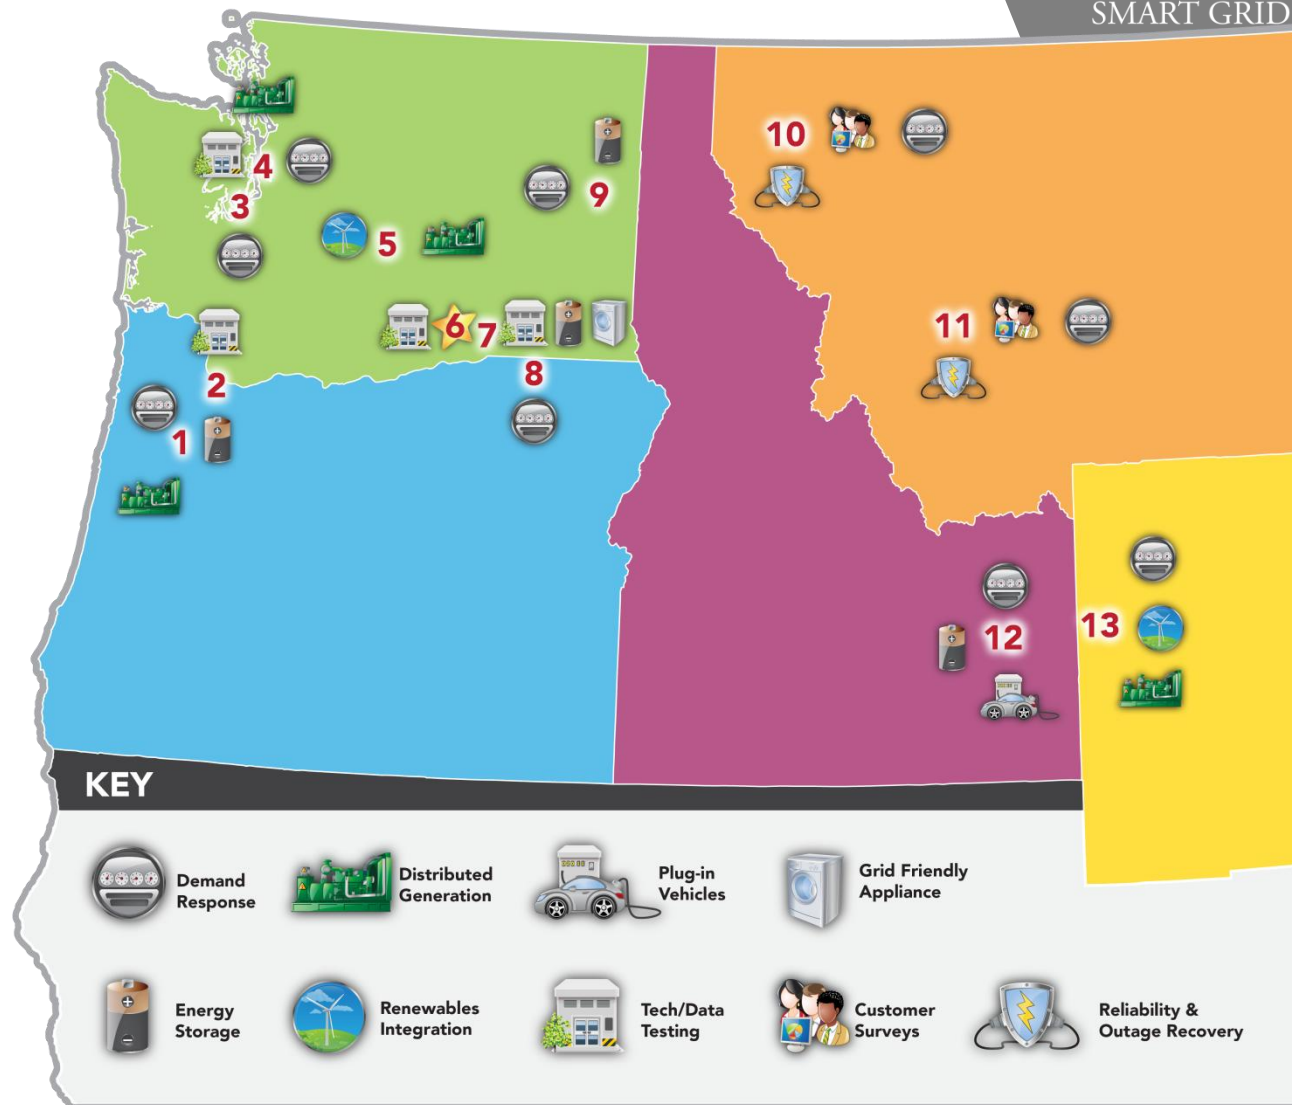 SMART GRID
10
4
9
3
5
11
6
7
8
2
1
12
13
KEY
Demand
Response
Distributed
Generation
Plug-in
Vehicles
Grid Friendly
Appliance
Energy
Storage
Renewables
Integration
Tech/Data
Testing
Customer
Surveys
Reliability &
Outage Recovery